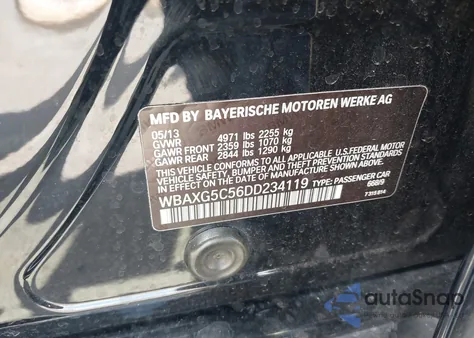 MFD BY BAYERISCHE MOTOREN WERKE AG
05/13
GVWR 4971 lbs 2255 kg
GAWR FRONT 2359 lbs 1070 kg
GAWR REAR 2844 lbs 1290 kg
THIS VEHICLE CONFORMS TO ALL APPLICABLE U.S.FEDERAL MOTOR
VEHICLE SAFETY, BUMPER AND THEFT PREVENTION STANDARDS
IN EFFECT ON THE DATE OF MANUFACTURE SHOWN ABOVE.
WBAXG5C56DD234119 TYPE: PASSENGER CAR
668/9
autoSnap